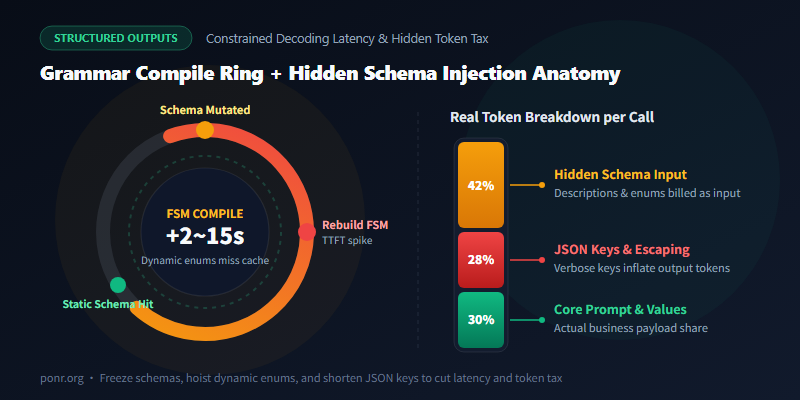 STRUCTURED OUTPUTS
Constrained Decoding Latency & Hidden Token Tax
Grammar Compile Ring + Hidden Schema Injection Anatomy
Schema Mutated
FSM COMPILE
+2~15s
Dynamic enums miss cache
Rebuild FSM
TTFT spike
Static Schema Hit
Real Token Breakdown per Call
42%
Hidden Schema Input
Descriptions & enums billed as input
28%
JSON Keys & Escaping
Verbose keys inflate output tokens
30%
Core Prompt & Values
Actual business payload share
ponr.org • Freeze schemas, hoist dynamic enums, and shorten JSON keys to cut latency and token tax